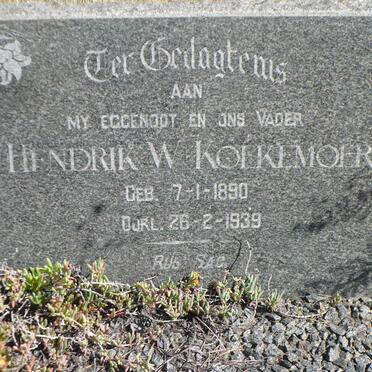 Ter Gedagtenis
AAN
MY EGGENOOT EN ONS VADER
HENDRIK W. KOEKEMOER
GEB. 7-1-1890
OORL. 26-2-1939
RUS SAG